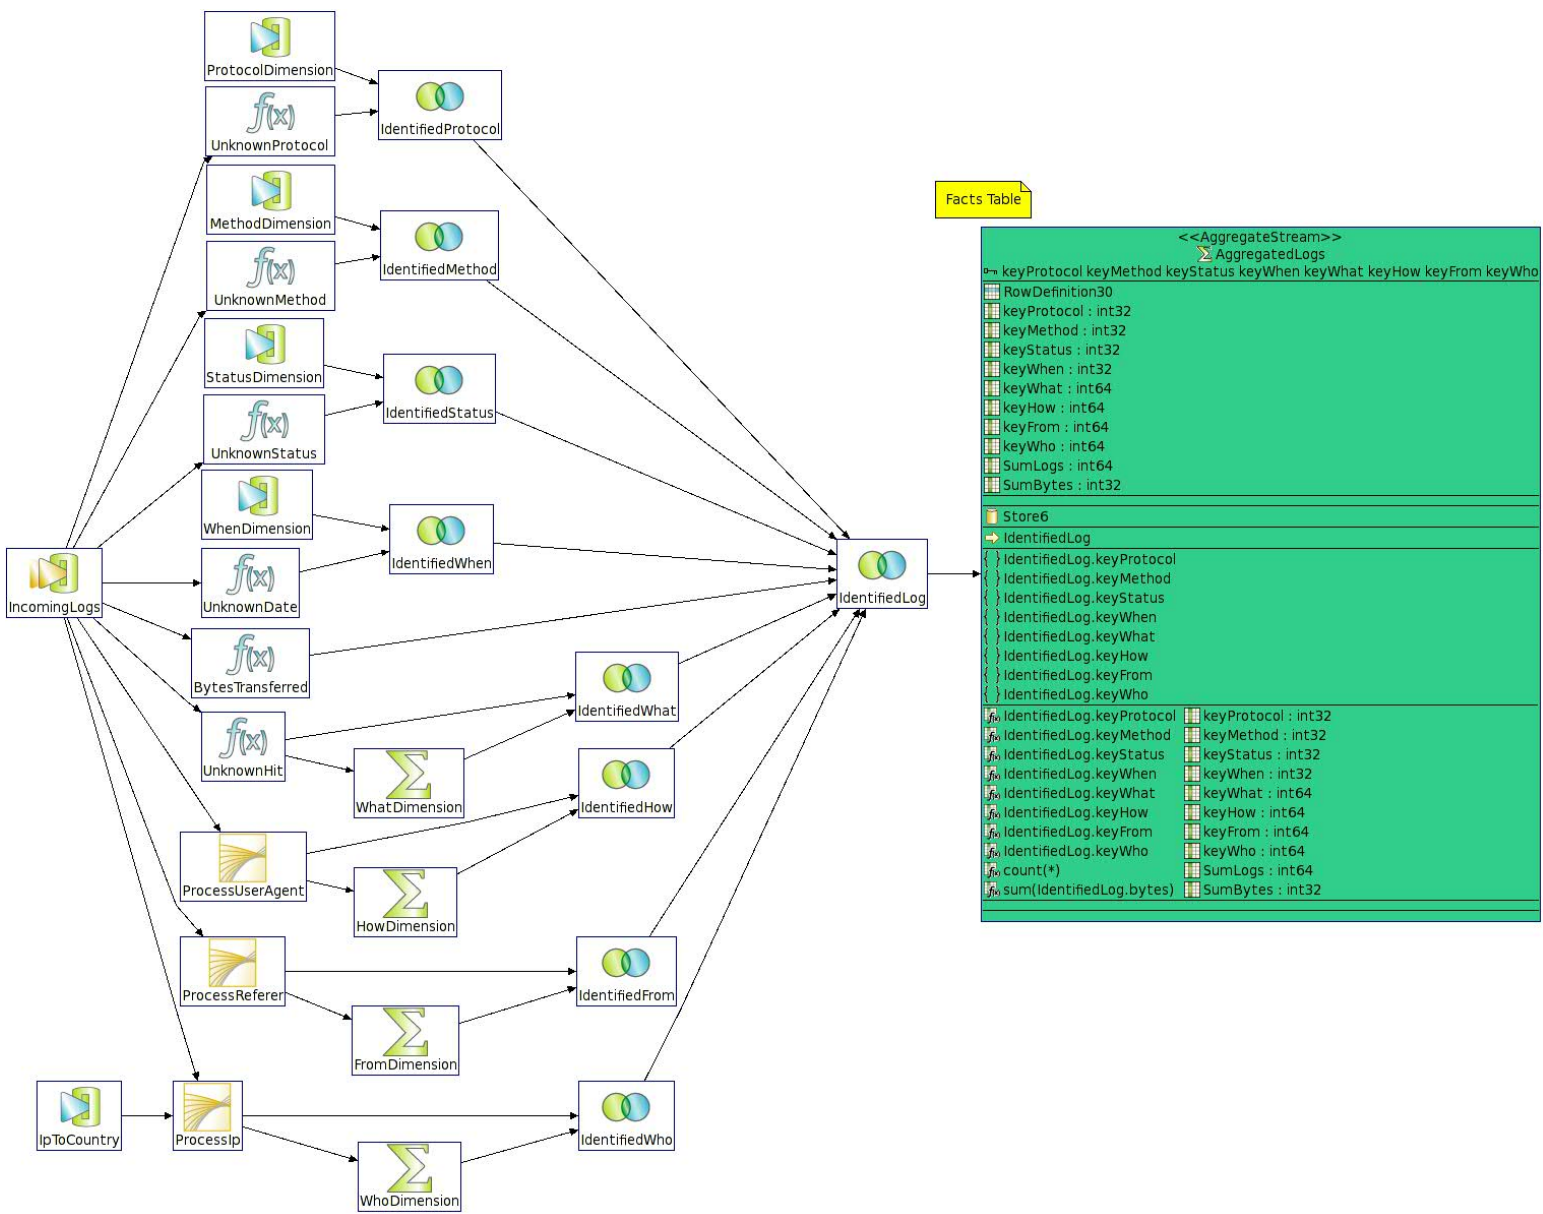 ProtocolDimension
f(x)
UnknownProtocol
IdentifiedProtocol
MethodDimension
f(x)
UnknownMethod
IdentifiedMethod
StatusDimension
f(x)
UnknownStatus
IdentifiedStatus
WhenDimension
IdentifiedWhen
IncomingLogs
f(x)
UnknownDate
f(x)
BytesTransferred
f(x)
UnknownHit
IdentifiedWhat
Σ
WhatDimension
IdentifiedHow
ProcessUserAgent
Σ
HowDimension
ProcessReferer
IdentifiedFrom
Σ
FromDimension
IpToCountry
ProcessIp
IdentifiedWho
Σ
WhoDimension
IdentifiedLog
Facts Table
<<AggregateStream>>
Σ AggregatedLogs
keyProtocol keyMethod keyStatus keyWhen keyWhat keyHow keyFrom keyWho
RowDefinition30
keyProtocol : int32
keyMethod : int32
keyStatus : int32
keyWhen : int32
keyWhat : int64
keyHow : int64
keyFrom : int64
keyWho : int64
SumLogs : int64
SumBytes : int32
Store6
IdentifiedLog
{ } IdentifiedLog.keyProtocol
{ } IdentifiedLog.keyMethod
{ } IdentifiedLog.keyStatus
{ } IdentifiedLog.keyWhen
{ } IdentifiedLog.keyWhat
{ } IdentifiedLog.keyHow
{ } IdentifiedLog.keyFrom
{ } IdentifiedLog.keyWho
f(x) IdentifiedLog.keyProtocol keyProtocol : int32
f(x) IdentifiedLog.keyMethod keyMethod : int32
f(x) IdentifiedLog.keyStatus keyStatus : int32
f(x) IdentifiedLog.keyWhen keyWhen : int32
f(x) IdentifiedLog.keyWhat keyWhat : int64
f(x) IdentifiedLog.keyHow keyHow : int64
f(x) IdentifiedLog.keyFrom keyFrom : int64
f(x) IdentifiedLog.keyWho keyWho : int64
f(x) count(*) SumLogs : int64
f(x) sum(IdentifiedLog.bytes) SumBytes : int32